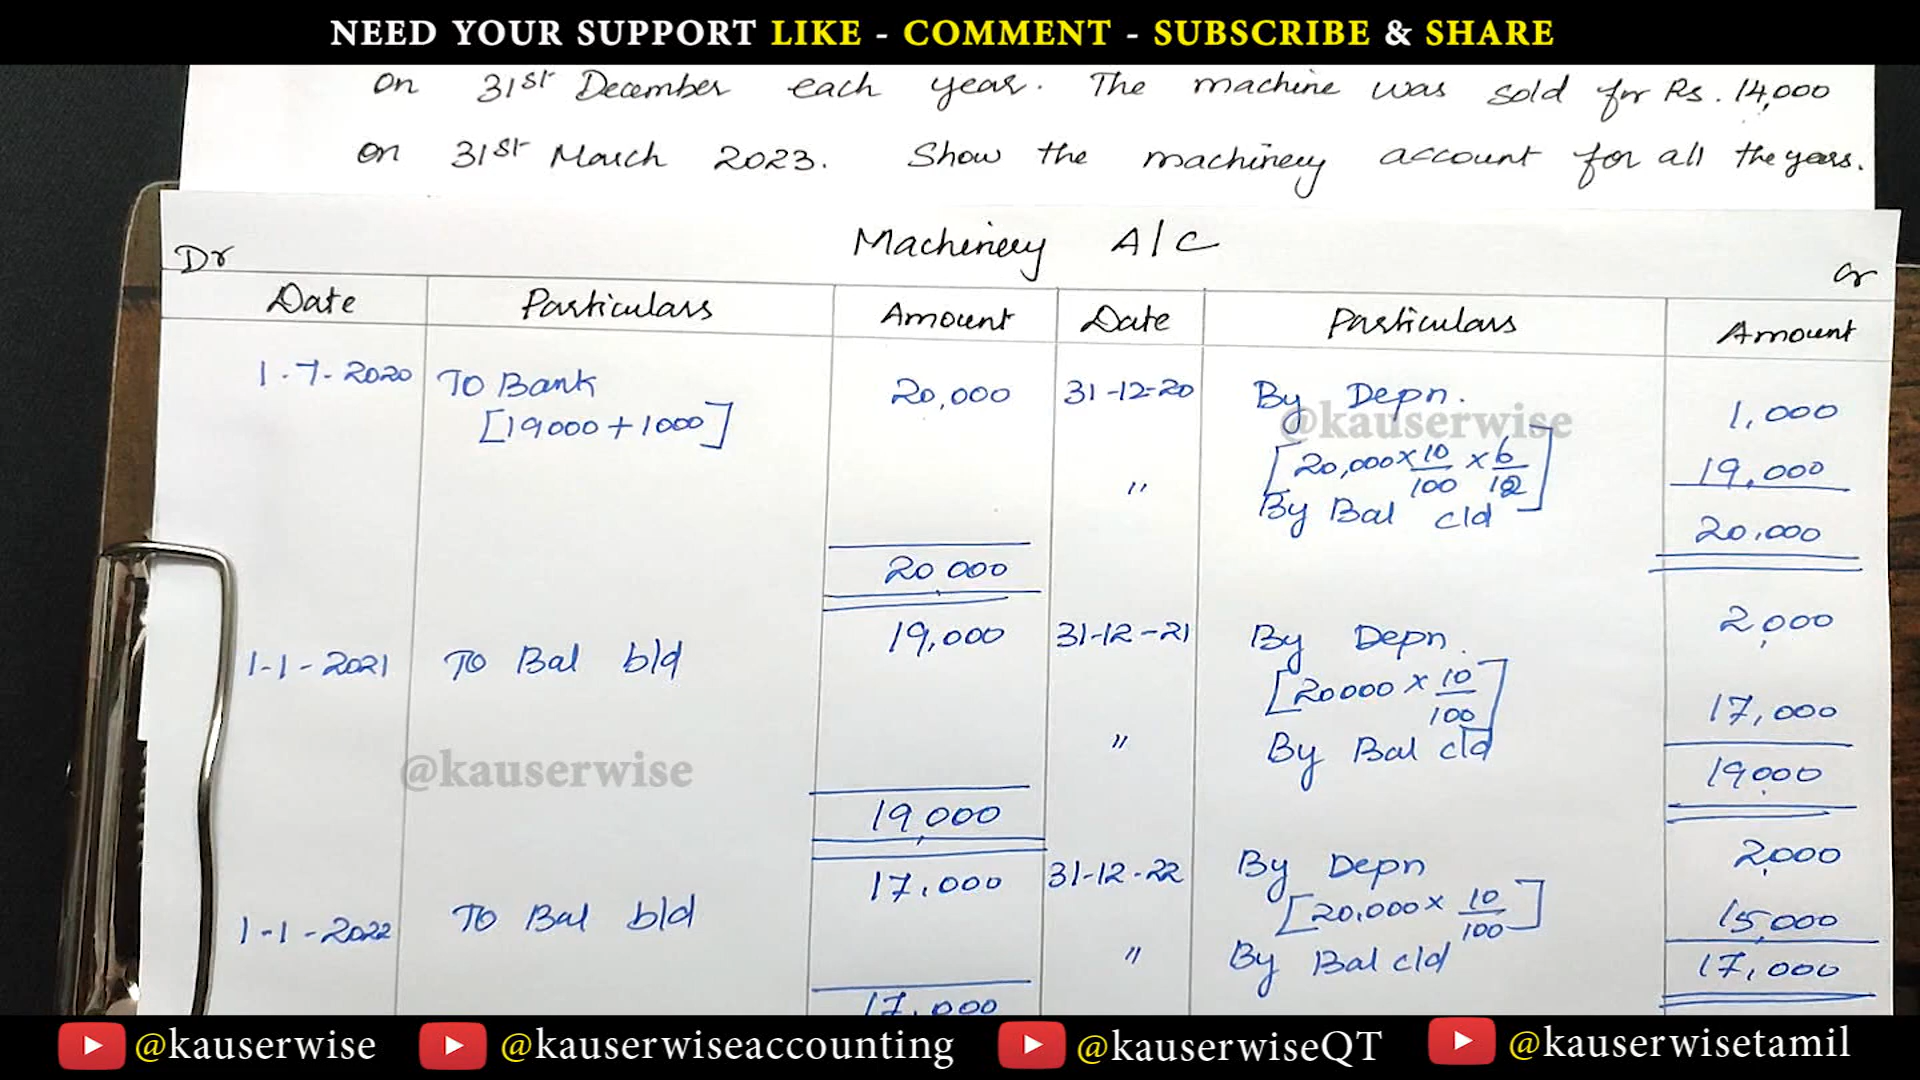 NEED YOUR SUPPORT LIKE - COMMENT - SUBSCRIBE & SHARE
on 31st December each year. The machine was sold for Rs. 14,000
on 31st March 2023. Show the machinery account for all the years.
Machinery A/C
Dr Cr
Date Particulars Amount Date Particulars Amount
1-7-2020 To Bank 20,000 31-12-20 By Depn. 1,000
[19000+1000]
@kauserwise
[20,000 × 10/100 × 6/12] 19,000
" By Bal c/d
20,000 20,000
1-1-2021 To Bal b/d 19,000 31-12-21 By Depn. 2,000
[20000 × 10/100]
" By Bal c/d 17,000
@kauserwise
19,000 19,000
1-1-2022 To Bal b/d 17,000 31-12-22 By Depn 2,000
[20,000 × 10/100]
" By Bal c/d 15,000
17,000 17,000
@kauserwise @kauserwiseaccounting @kauserwiseQT @kauserwisetamil